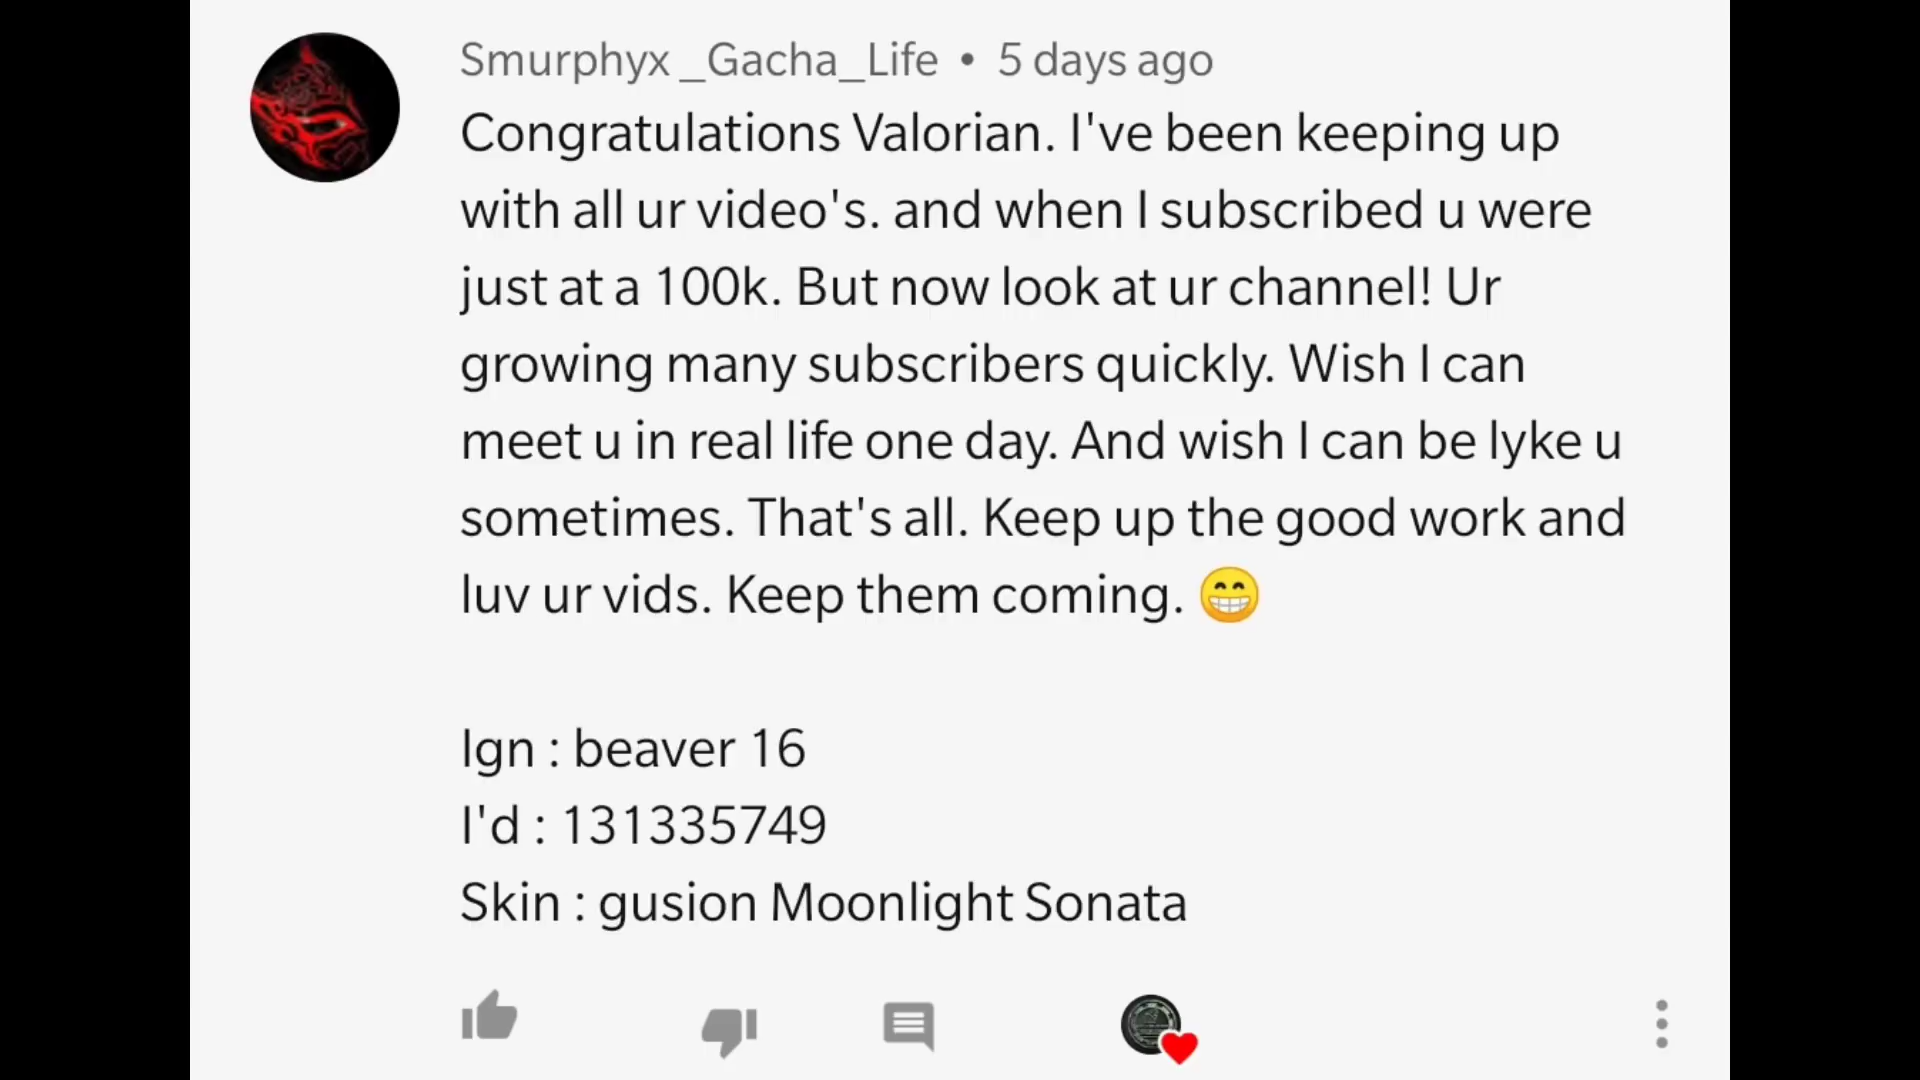 Smurphyx _Gacha_Life • 5 days ago
Congratulations Valorian. I've been keeping up
with all ur video's. and when I subscribed u were
just at a 100k. But now look at ur channel! Ur
growing many subscribers quickly. Wish I can
meet u in real life one day. And wish I can be lyke u
sometimes. That's all. Keep up the good work and
luv ur vids. Keep them coming. 😁
Ign : beaver 16
I'd : 131335749
Skin : gusion Moonlight Sonata